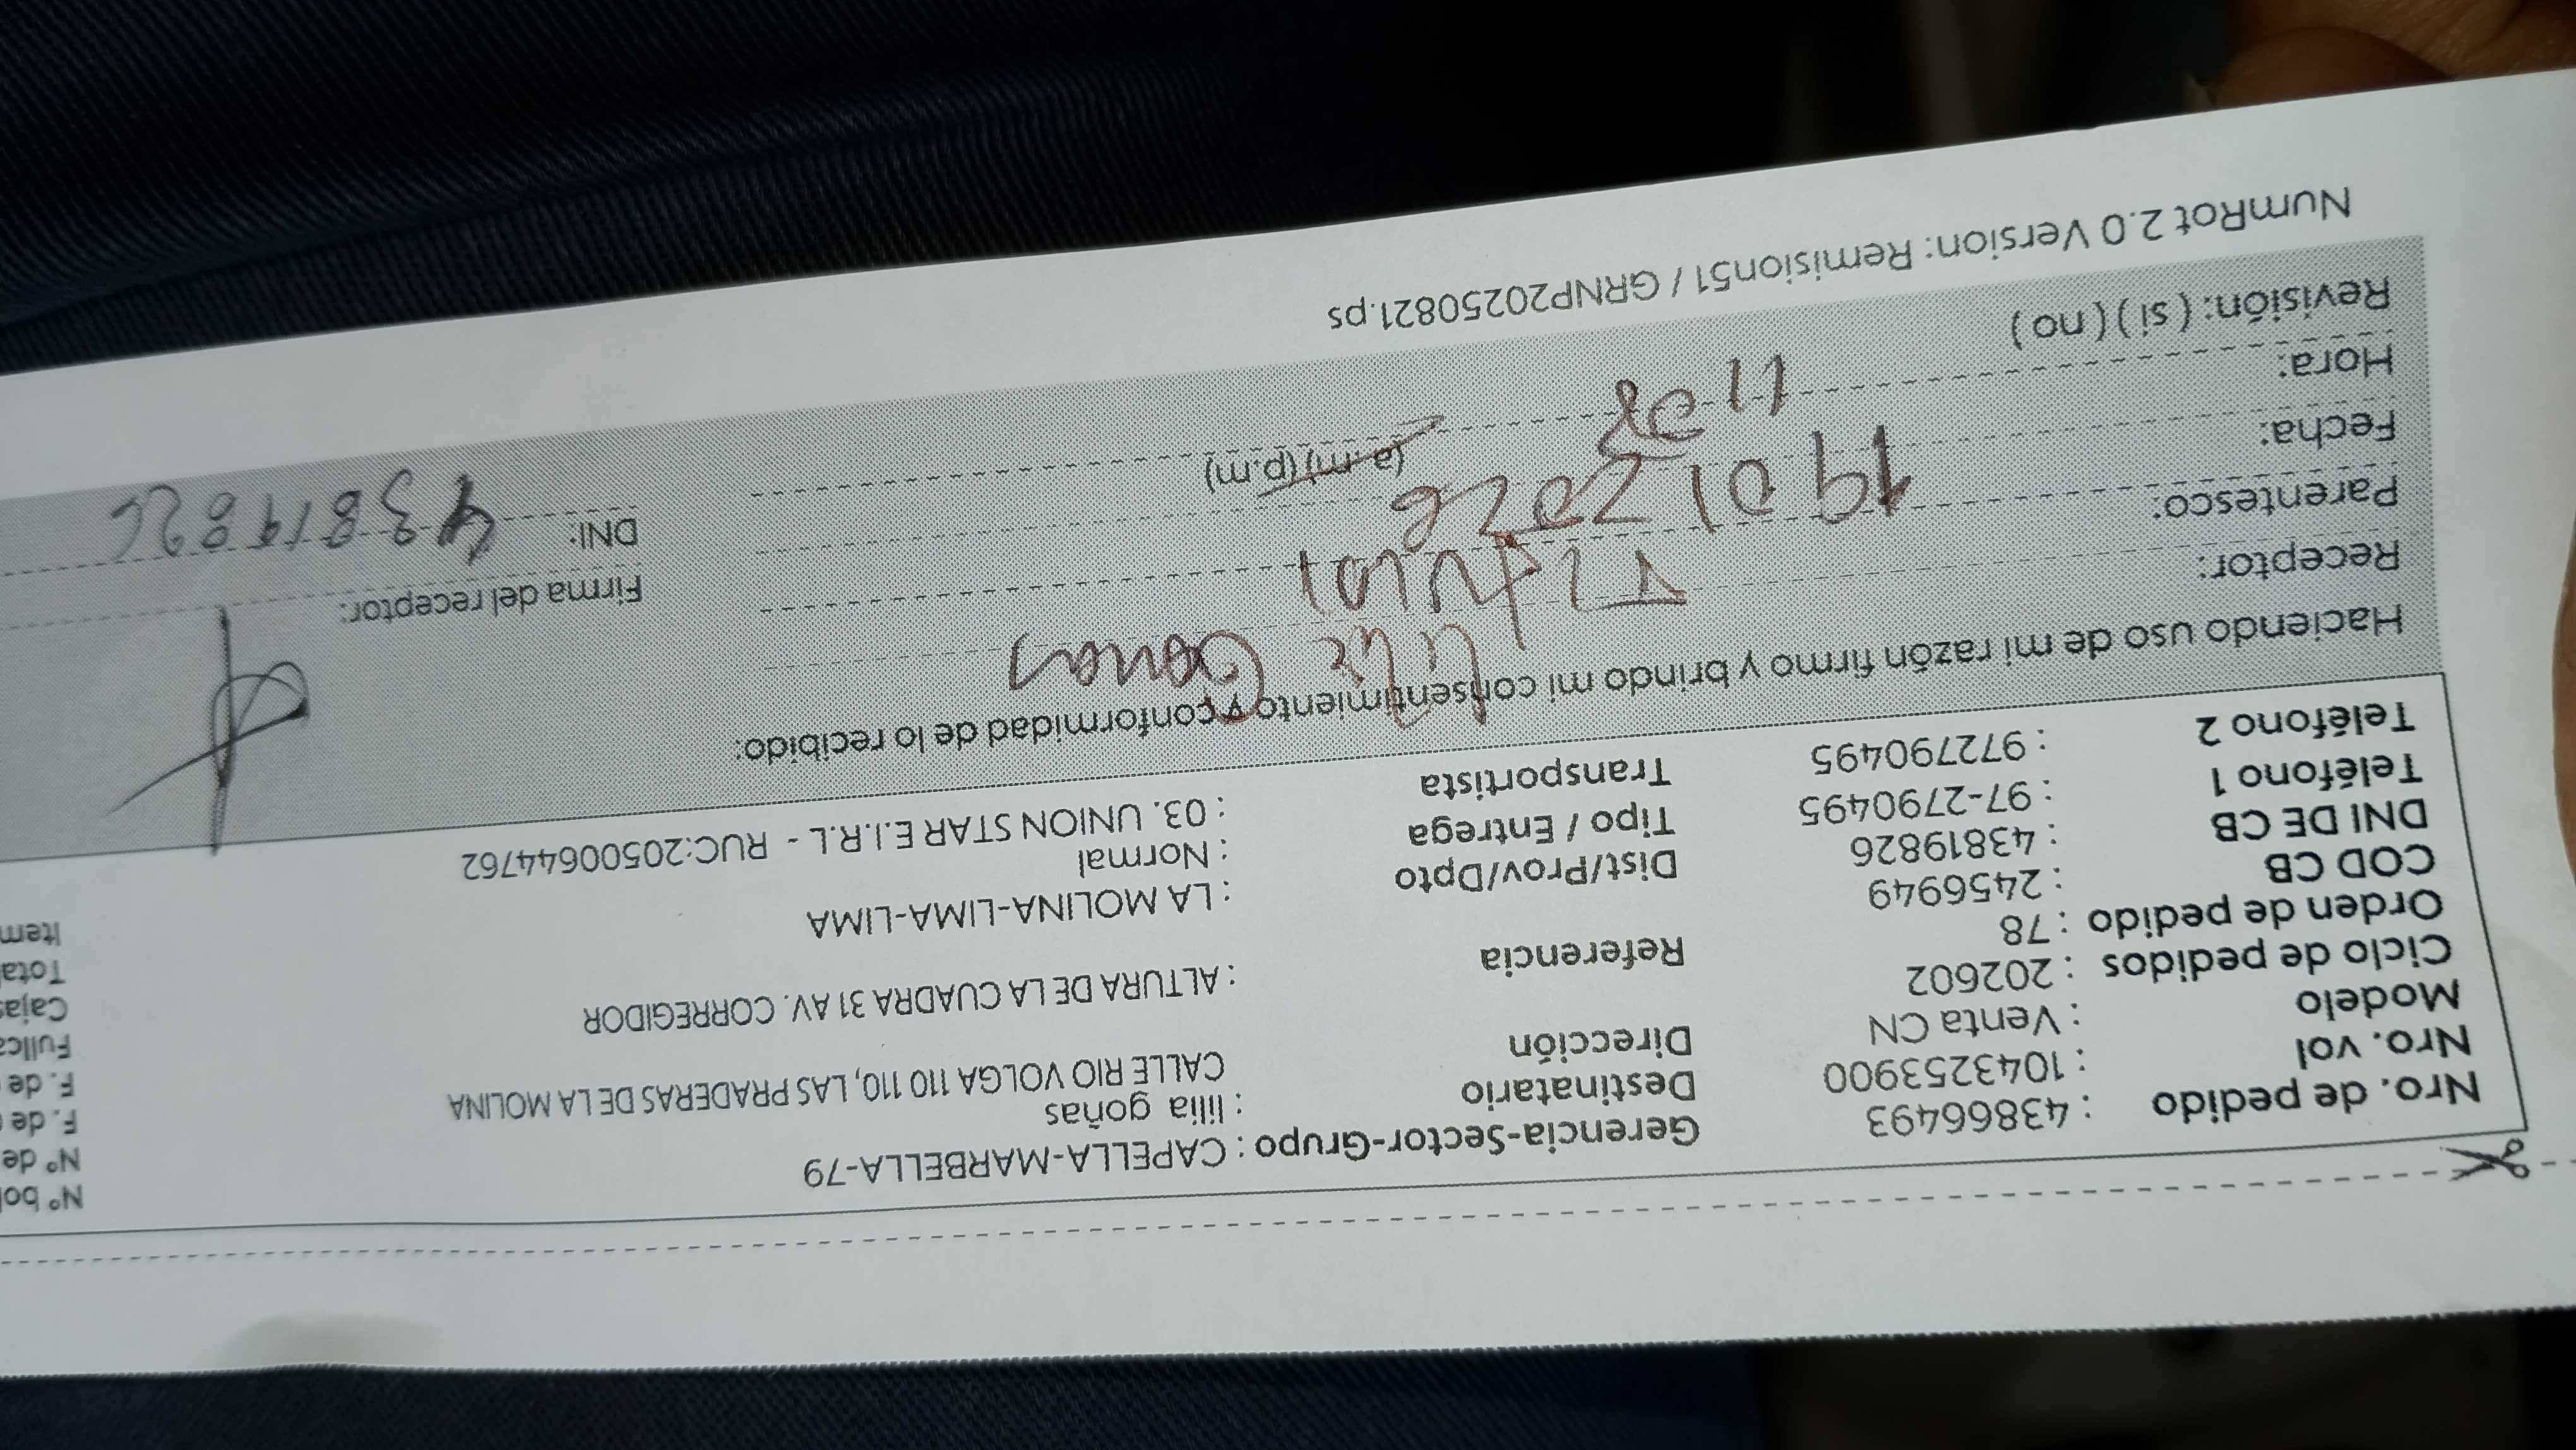 Nro. de pedido : 43866493 Gerencia-Sector-Grupo : CAPELLA-MARBELLA-79 N° bol
Nro. vol : 1043253900 Destinatario : lilia goñas N° de
Modelo : Venta CN Dirección CALLE RIO VOLGA 110 110, LAS PRADERAS DE LA MOLINA F. de
Ciclo de pedidos : 202602 F. de
Orden de pedido : 78 Referencia : ALTURA DE LA CUADRA 31 AV. CORREGIDOR Fullca
COD CB : 2456949 Cajas
DNI DE CB : 43819826 Dist/Prov/Dpto : LA MOLINA-LIMA-LIMA Tota
Teléfono 1 : 97-2790495 Tipo / Entrega : Normal Item
Teléfono 2 : 972790495 Transportista : 03. UNION STAR E.I.R.L - RUC:20500644762
Haciendo uso de mi razón firmo y brindo mi consentimiento y conformidad de lo recibido:
Receptor: Goñas Firma del receptor:
Parentesco: DNI: 43819826
Fecha: 19 01 2026
Hora: 11 08 (a.m) (p.m)
Revisión: ( si ) ( no )
NumRot 2.0 Version: Remision51 / GRNP20250821.ps